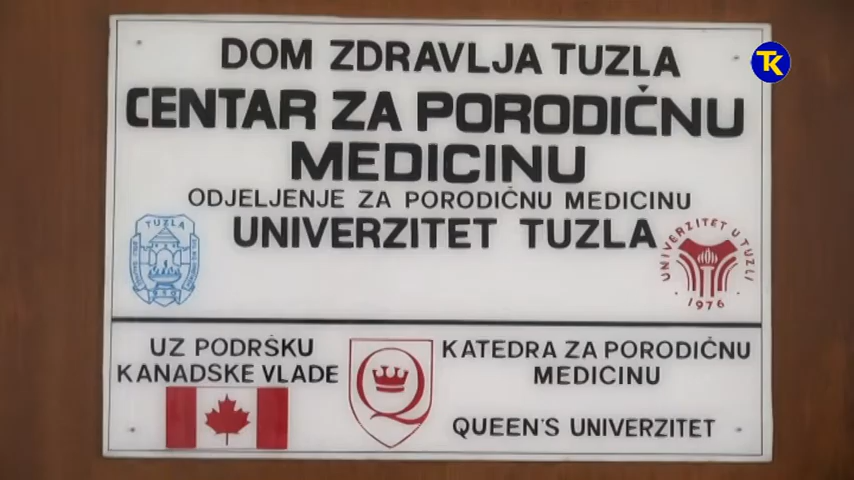 DOM ZDRAVLJA TUZLA
TK
CENTAR ZA PORODIČNU
MEDICINU
ODJELJENJE ZA PORODIČNU MEDICINU
UNIVERZITET TUZLA
TUZLA
UNIVERZITET U TUZLI
1976
UZ PODRŠKU
KANADSKE VLADE
Q
KATEDRA ZA PORODIČNU
MEDICINU
QUEEN'S UNIVERZITET